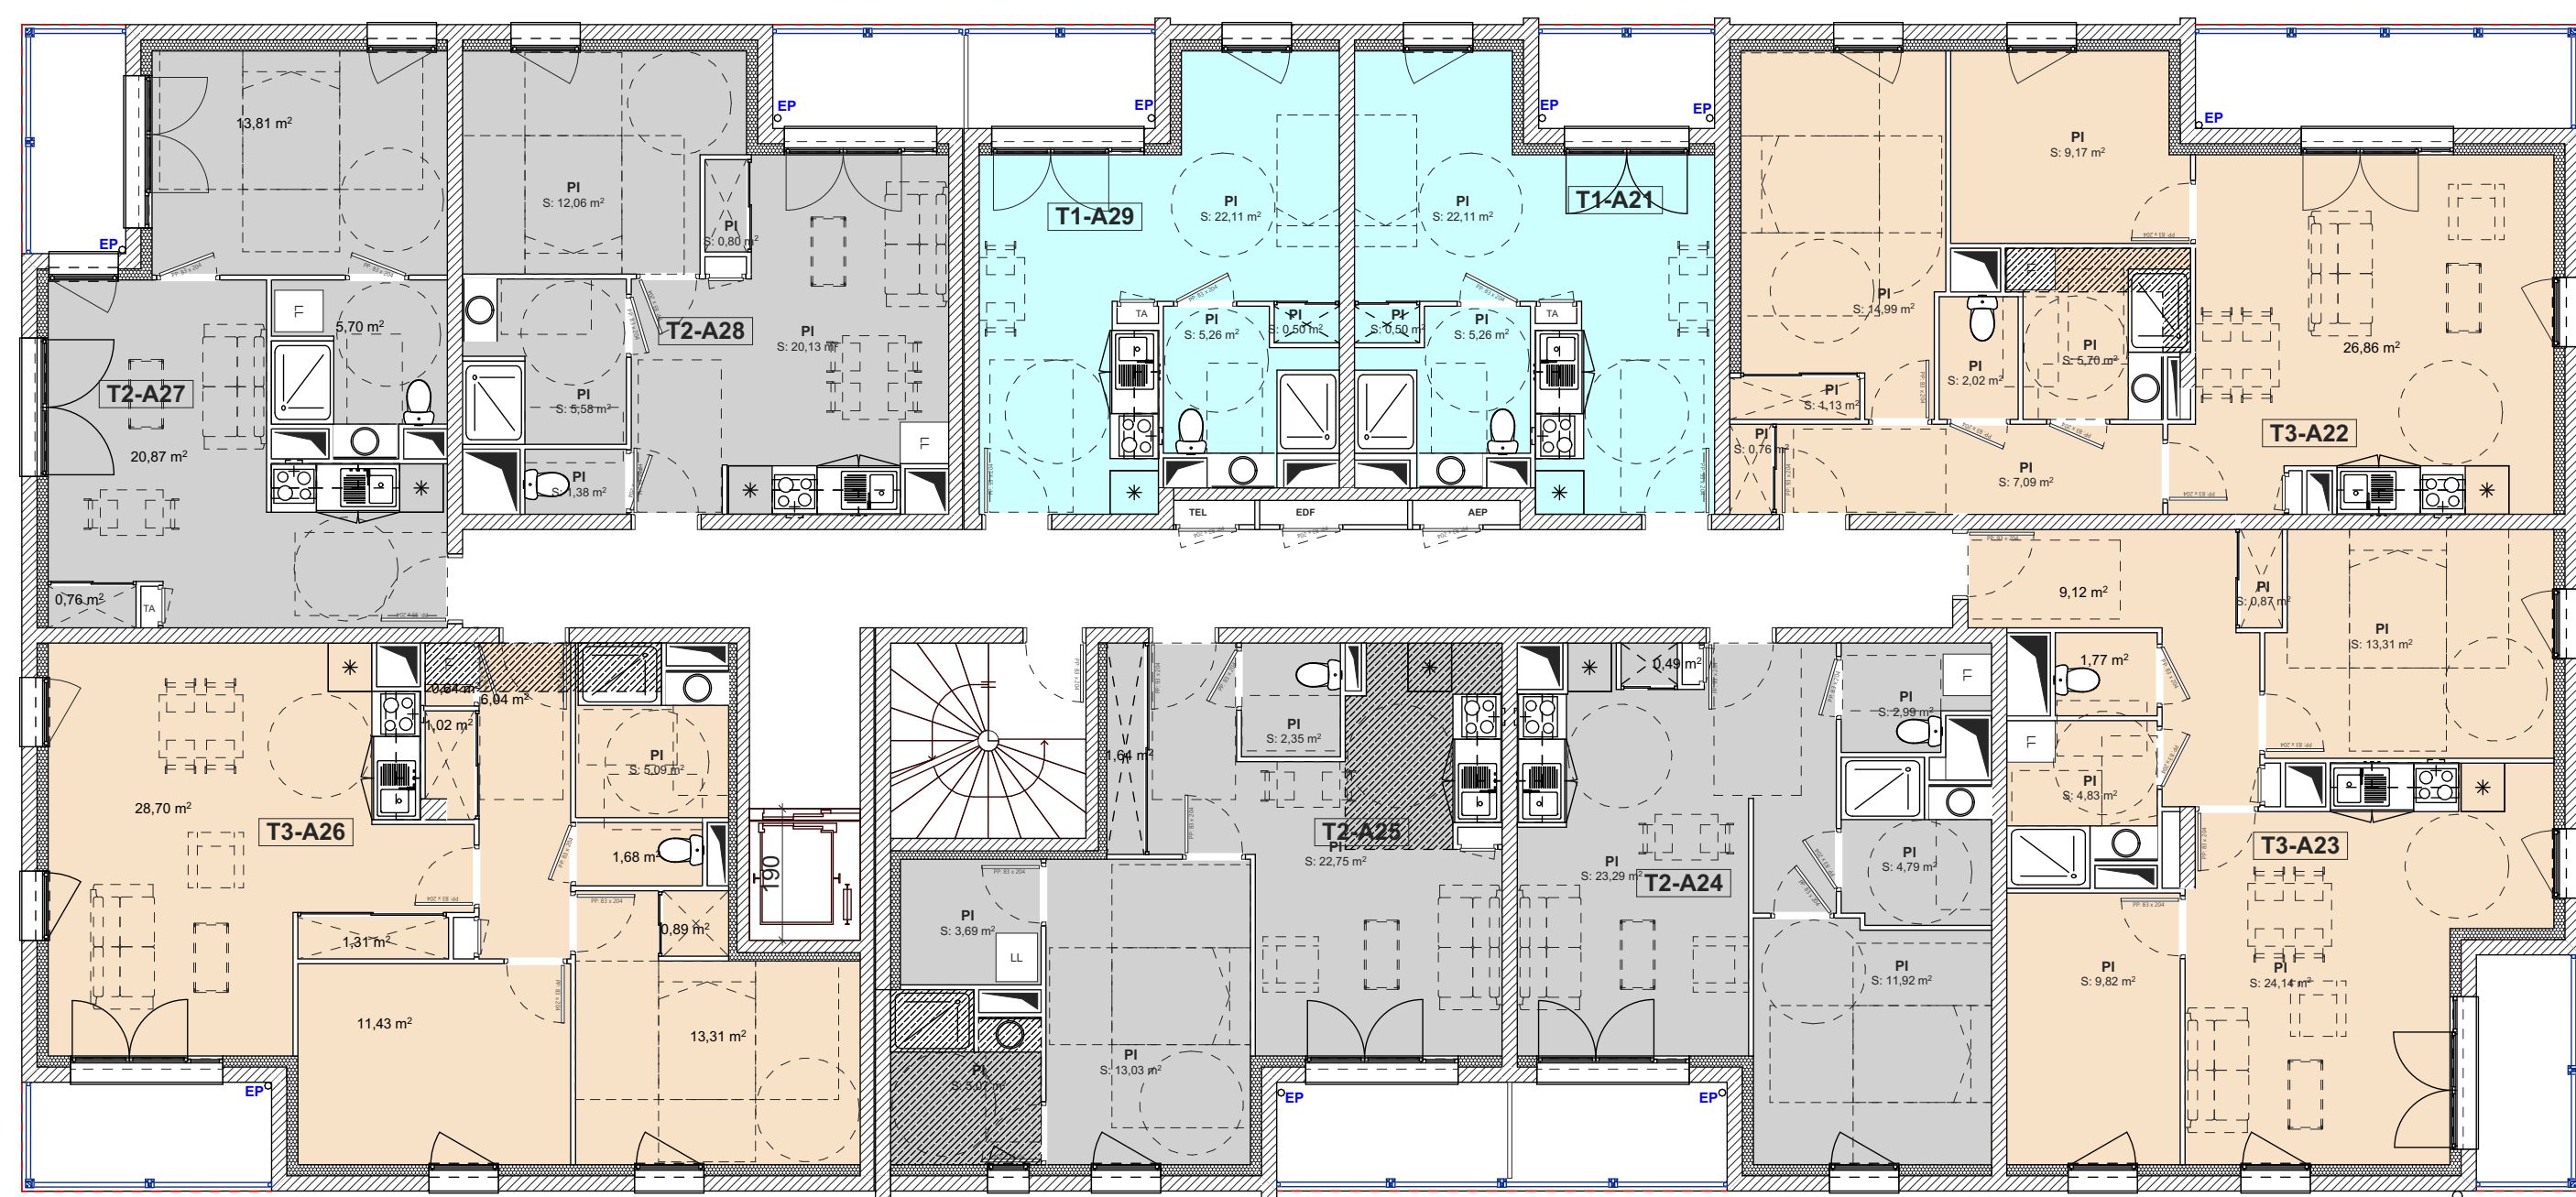 EP
13,81 m²
5,70 m²
T2-A27
20,87 m²
0,76 m²
TA
PI
S: 12,06 m²
PI
S: 0,80 m²
T2-A28
PI
S: 20,13 m²
PI
S: 5,58 m²
PI
S: 1,38 m²
EP
EP
T1-A29
PI
S: 22,11 m²
TA
PI
S: 5,26 m²
PI
S: 0,50 m²
PI
S: 22,11 m²
T1-A21
PI
S: 0,50 m²
PI
S: 5,26 m²
TA
EP
EP
TEL
EDF
AEP
PI
S: 9,17 m²
EP
PI
S: 14,99 m²
PI
S: 1,13 m²
PI
S: 0,76 m²
PI
S: 2,02 m²
PI
S: 5,70 m²
26,86 m²
T3-A22
PI
S: 7,09 m²
9,12 m²
PI
S: 0,87 m²
PI
S: 13,31 m²
1,77 m²
PI
S: 4,83 m²
T3-A23
PI
S: 9,82 m²
PI
S: 24,14 m²
6,04 m²
1,02 m²
28,70 m²
T3-A26
PI
S: 5,09 m²
1,68 m²
1,31 m²
0,89 m²
11,43 m²
13,31 m²
EP
190
1,64 m²
PI
S: 2,35 m²
T2-A25
PI
S: 22,75 m²
PI
S: 3,69 m²
LL
PI
S: 13,03 m²
PI
EP
0,49 m²
PI
S: 2,99 m²
PI
S: 23,29 m²
T2-A24
PI
S: 4,79 m²
PI
S: 11,92 m²
EP
PP: 83 x 204